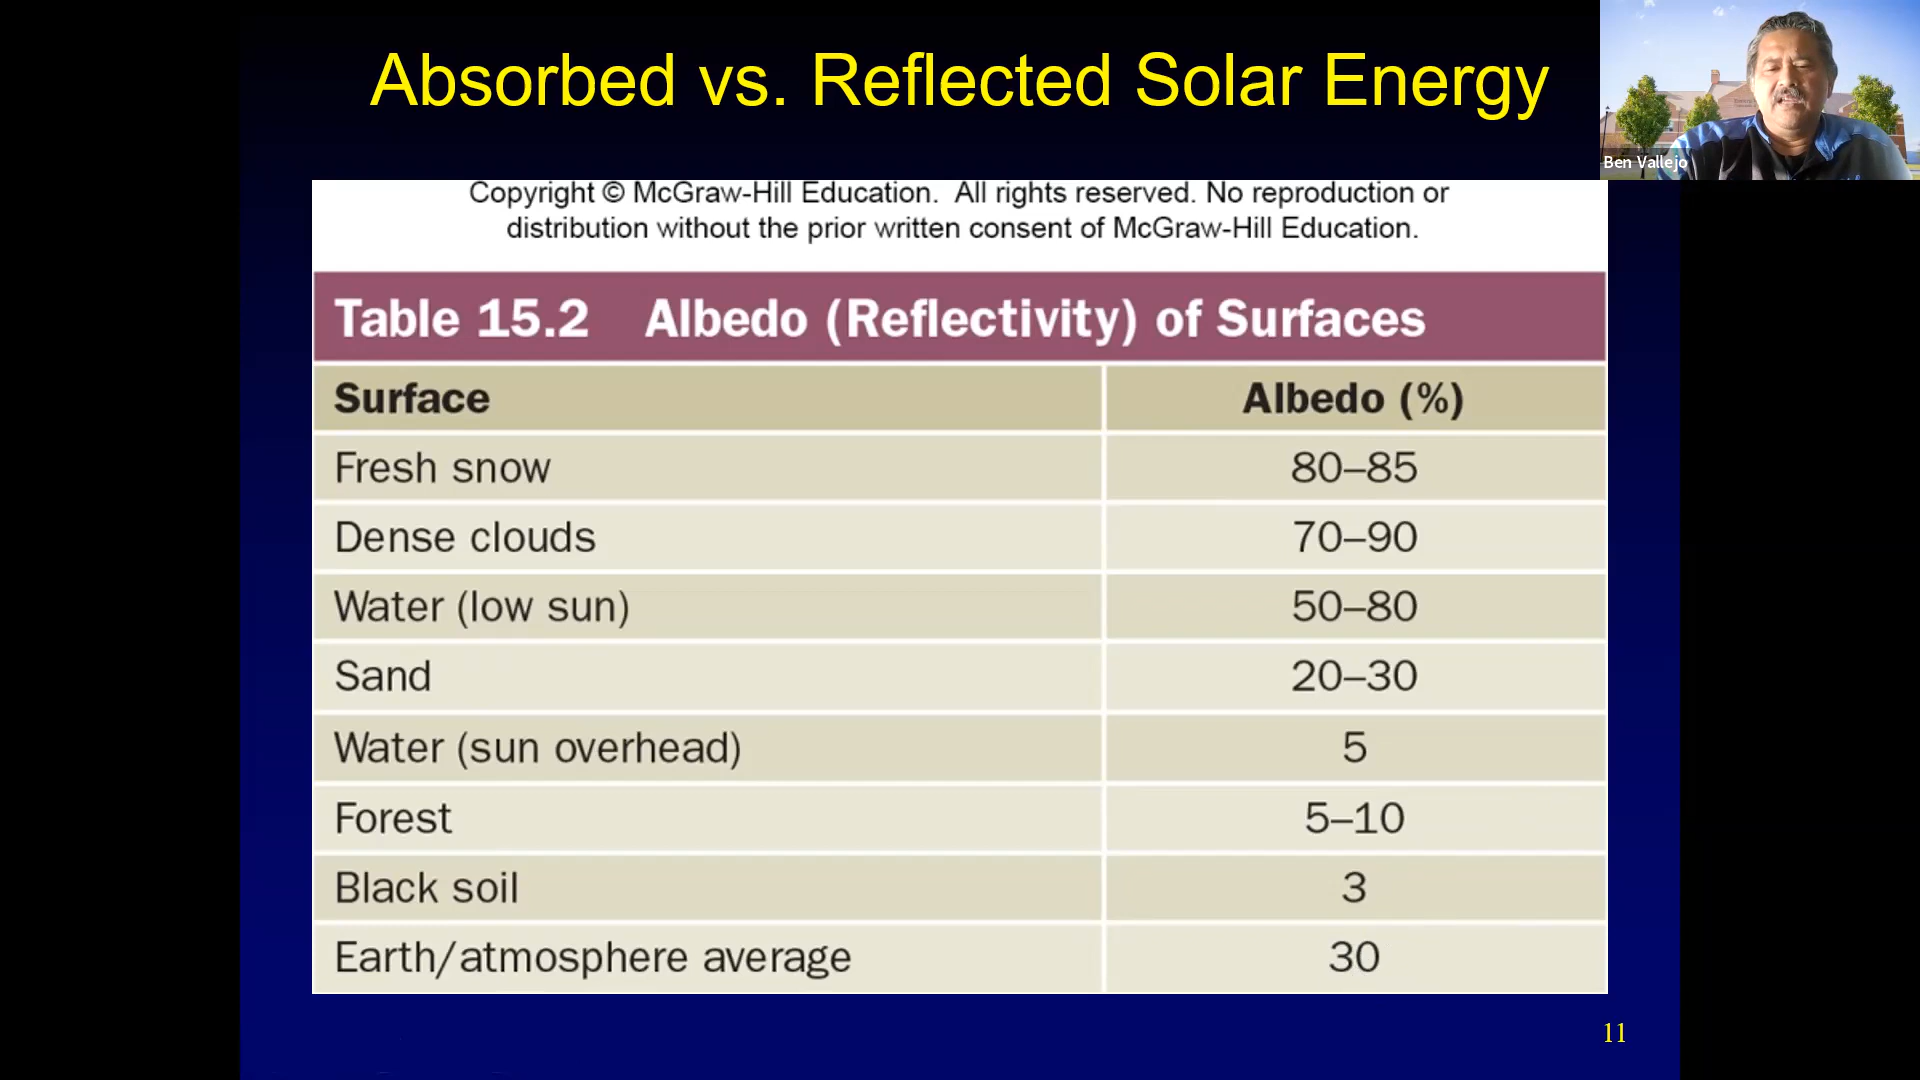 Absorbed vs. Reflected Solar Energy
Ben Vallejo
Copyright © McGraw-Hill Education. All rights reserved. No reproduction or
distribution without the prior written consent of McGraw-Hill Education.
Table 15.2 Albedo (Reflectivity) of Surfaces
Surface Albedo (%)
Fresh snow 80–85
Dense clouds 70–90
Water (low sun) 50–80
Sand 20–30
Water (sun overhead) 5
Forest 5–10
Black soil 3
Earth/atmosphere average 30
11